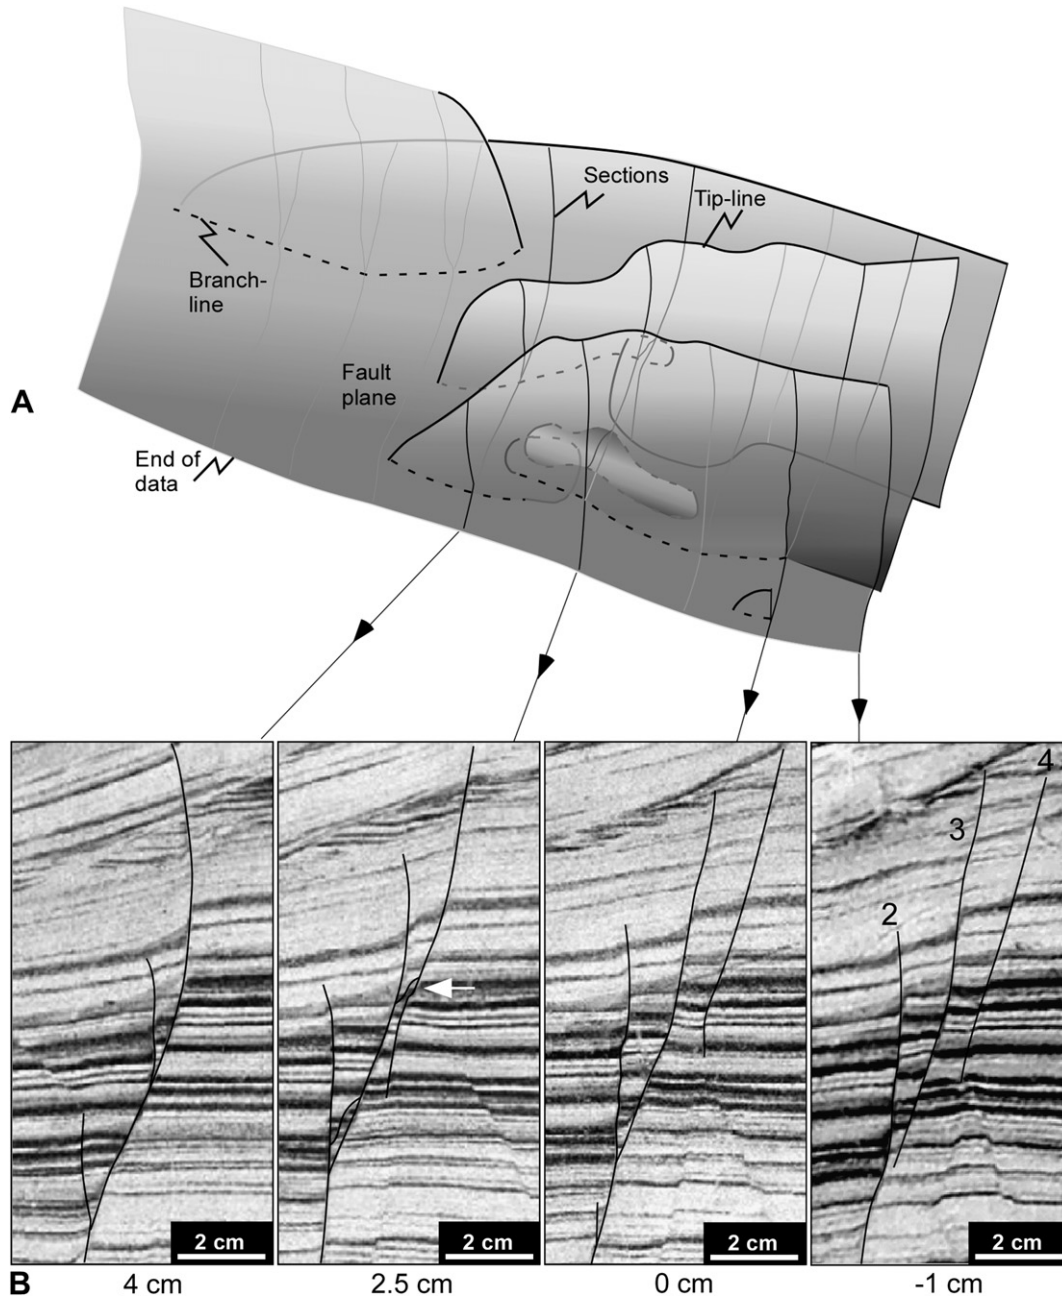 Sections
Tip-line
Branch-
line
Fault
plane
A
End of
data
4
3
2
2 cm
2 cm
2 cm
2 cm
B
4 cm
2.5 cm
0 cm
-1 cm